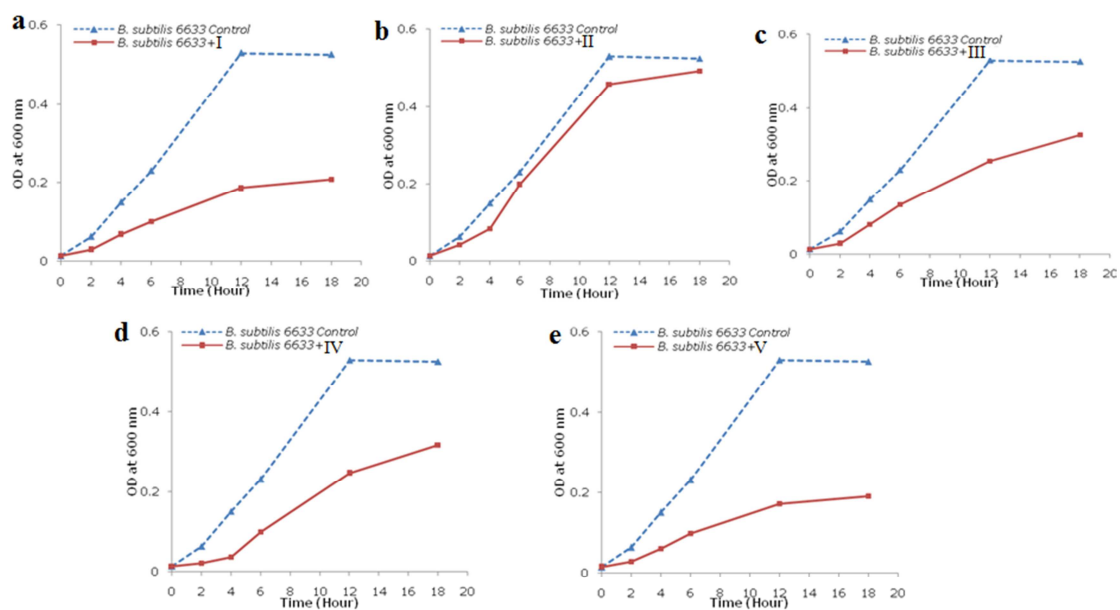 a
B. subtilis 6633 Control
B. subtilis 6633+I
OD at 600 nm
0.6
0.4
0.2
0
0 2 4 6 8 10 12 14 16 18 20
Time (Hour)
b
B. subtilis 6633 Control
B. subtilis 6633+II
OD at 600 nm
0.6
0.4
0.2
0
0 2 4 6 8 10 12 14 16 18 20
Time (Hour)
c
B. subtilis 6633 Control
B. subtilis 6633+III
OD at 600 nm
0.6
0.4
0.2
0
0 2 4 6 8 10 12 14 16 18 20
Time (Hour)
d
B. subtilis 6633 Control
B. subtilis 6633+IV
OD at 600 nm
0.6
0.4
0.2
0
0 2 4 6 8 10 12 14 16 18 20
Time (Hour)
e
B. subtilis 6633 Control
B. subtilis 6633+V
OD at 600 nm
0.6
0.4
0.2
0
0 2 4 6 8 10 12 14 16 18 20
Time (Hour)